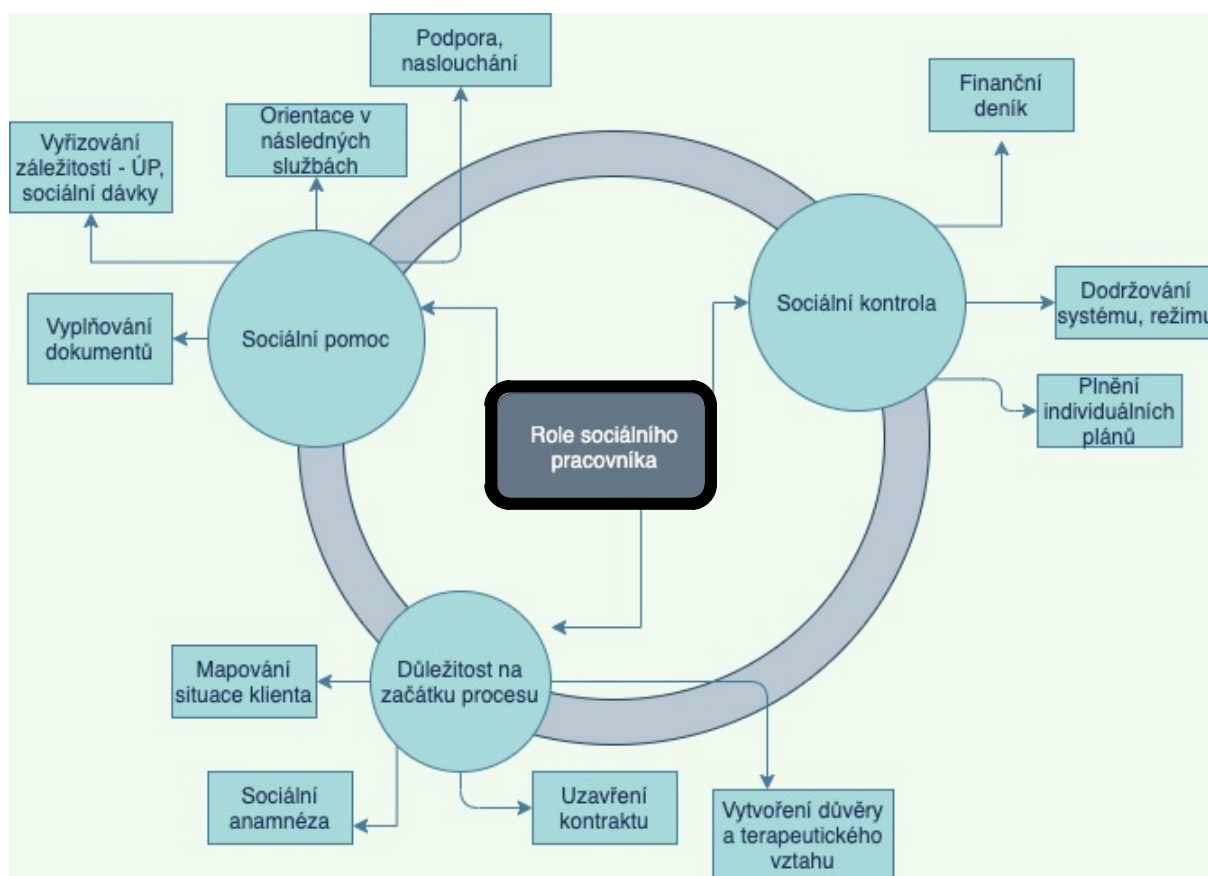 Podpora,
naslouchání
Finanční
deník
Orientace v
následných
službách
Vyřizování
záležitostí - ÚP,
sociální dávky
Sociální kontrola
Dodržování
systému, režimu
Vyplňování
dokumentů
Sociální pomoc
Plnění
individuálních
plánů
Role sociálního
pracovníka
Mapování
situace klienta
Důležitost na
začátku procesu
Sociální
anamnéza
Uzavření
kontraktu
Vytvoření důvěry
a terapeutického
vztahu